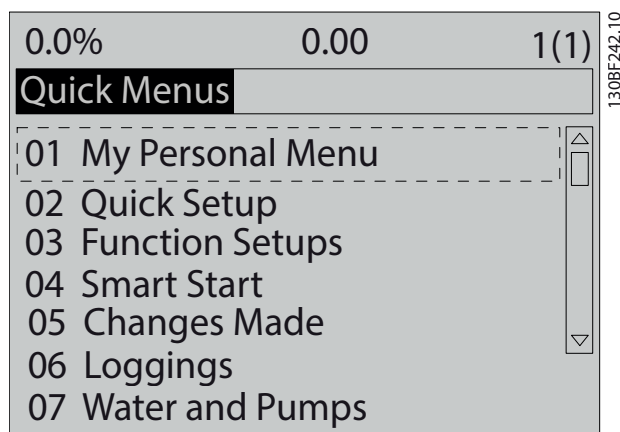 0.0% 0.00 1(1)
Quick Menus
01 My Personal Menu
02 Quick Setup
03 Function Setups
04 Smart Start
05 Changes Made
06 Loggings
07 Water and Pumps
130BF242.10